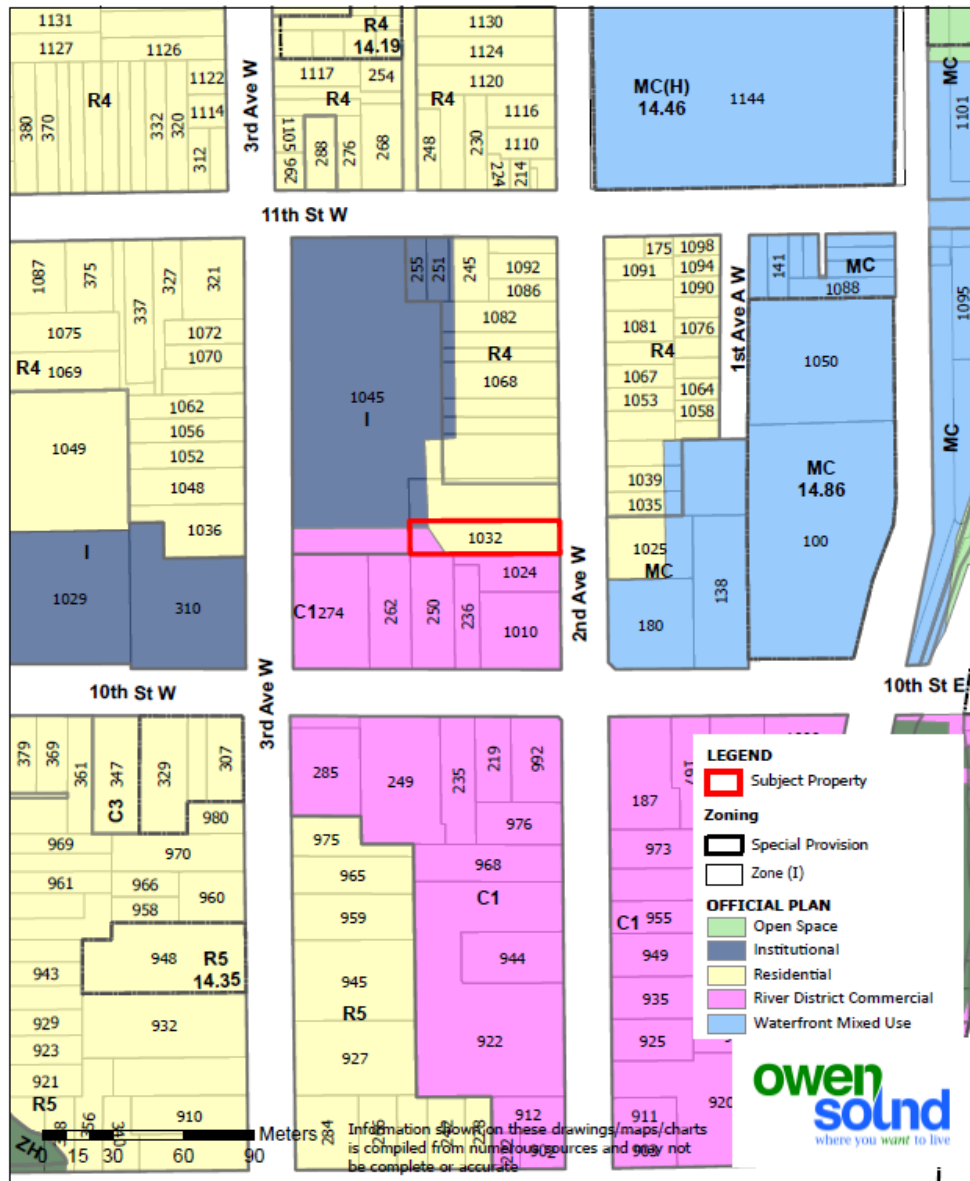 1131
1127
1126
1122
1114
R4
380
370
332
320
312
3rd Ave W
R4
14.19
1117
254
R4
1105
296
288
276
268
1130
1124
1120
R4
1116
1110
248
230
224
214
MC(H)
14.46
1144
MC
1101
11th St W
1087
375
337
327
321
1075
1072
1070
R4
1069
1062
1056
1052
1048
1049
1036
I
1029
310
255
251
245
1092
1086
1082
R4
1068
1045
I
1032
C1
274
262
250
236
1024
1010
2nd Ave W
175
1098
1091
1094
1090
1081
1076
R4
1067
1064
1053
1058
1039
1035
1025
MC
180
138
1st Ave A W
141
MC
1088
1050
MC
14.86
100
1095
MC
10th St W
3rd Ave W
10th St E
379
369
361
347
C3
329
307
980
969
970
961
966
960
958
948
R5
14.35
943
932
929
923
921
R5
910
356
ZH
285
249
235
219
992
976
975
968
965
C1
959
944
945
R5
922
927
284
912
902
187
167
973
C1
955
949
935
925
911
903
920
LEGEND
Subject Property
Zoning
Special Provision
Zone (I)
OFFICIAL PLAN
Open Space
Institutional
Residential
River District Commercial
Waterfront Mixed Use
owen
sound
where you want to live
0 15 30 60 90 Meters
Information shown on these drawings/maps/charts
is compiled from numerous sources and may not
be complete or accurate
i